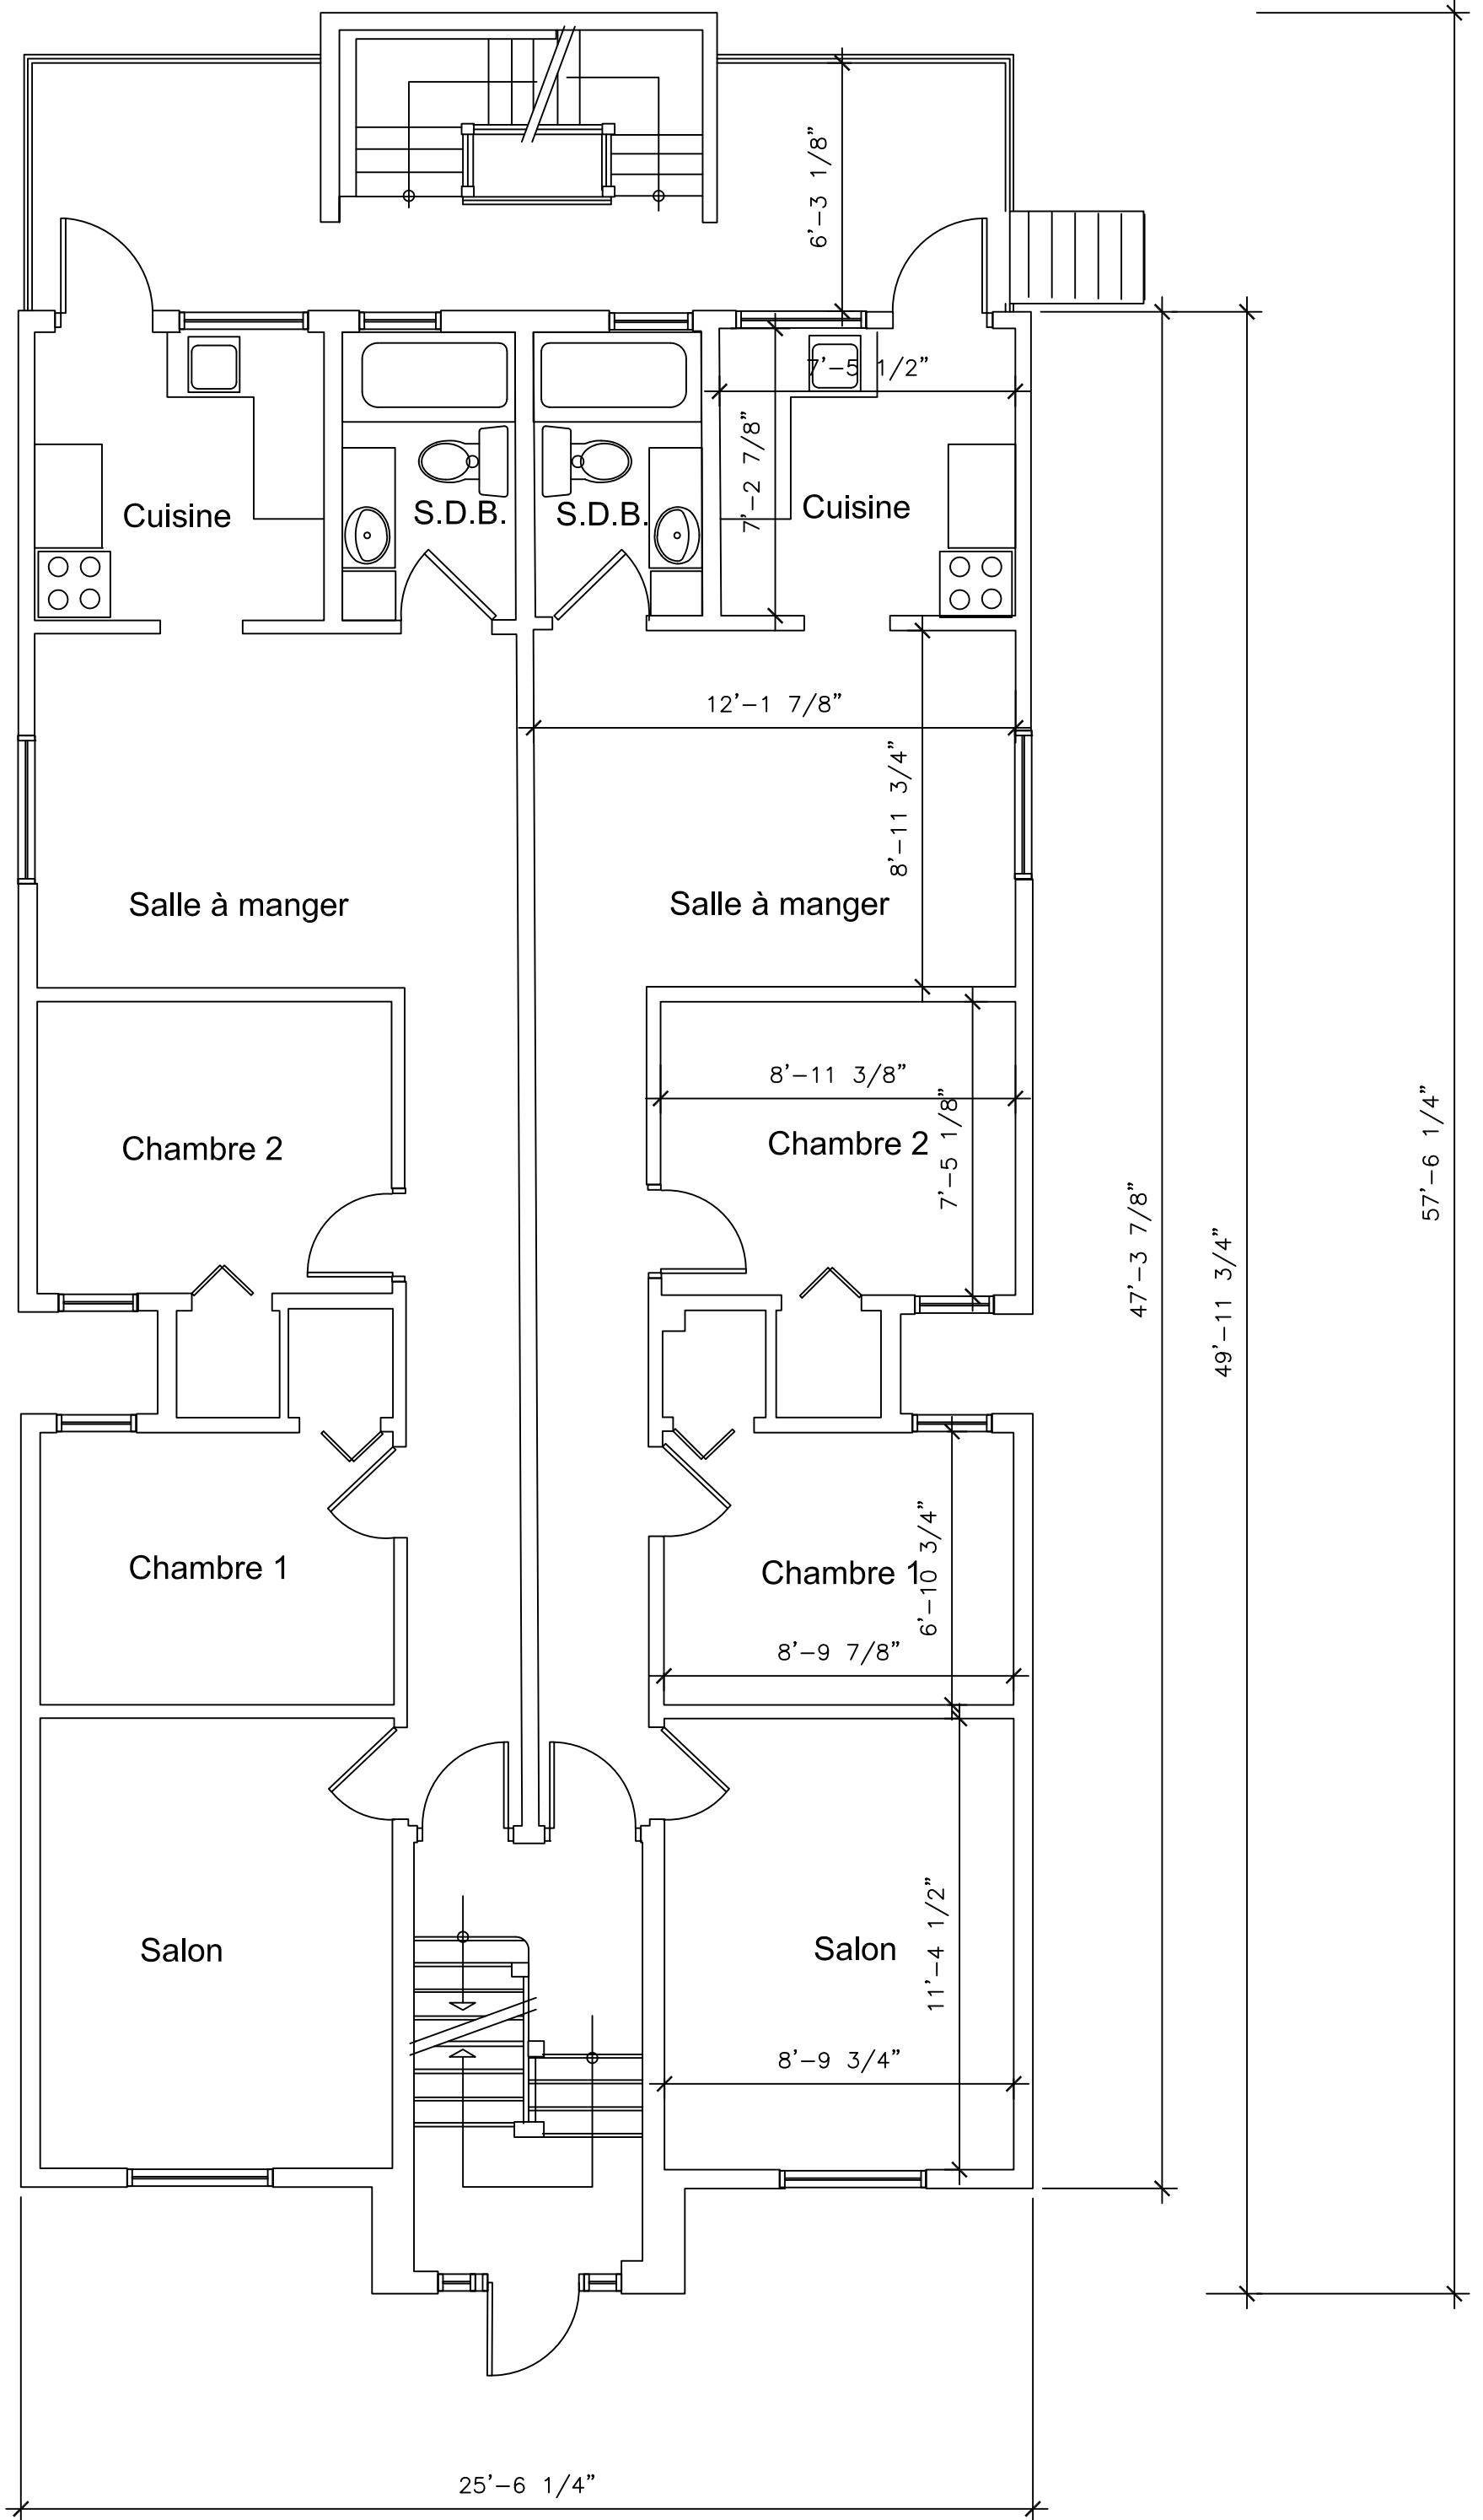 6’-3 1/8”
7’-5 1/2”
7’-2 7/8”
Cuisine
S.D.B.
S.D.B.
Cuisine
12’-1 7/8”
8’-11 3/4”
Salle à manger
Salle à manger
8’-11 3/8”
7’-5 1/8”
Chambre 2
Chambre 2
47’-3 7/8”
49’-11 3/4”
57’-6 1/4”
Chambre 1
Chambre 1
6’-10 3/4”
8’-9 7/8”
Salon
Salon
11’-4 1/2”
8’-9 3/4”
25’-6 1/4”